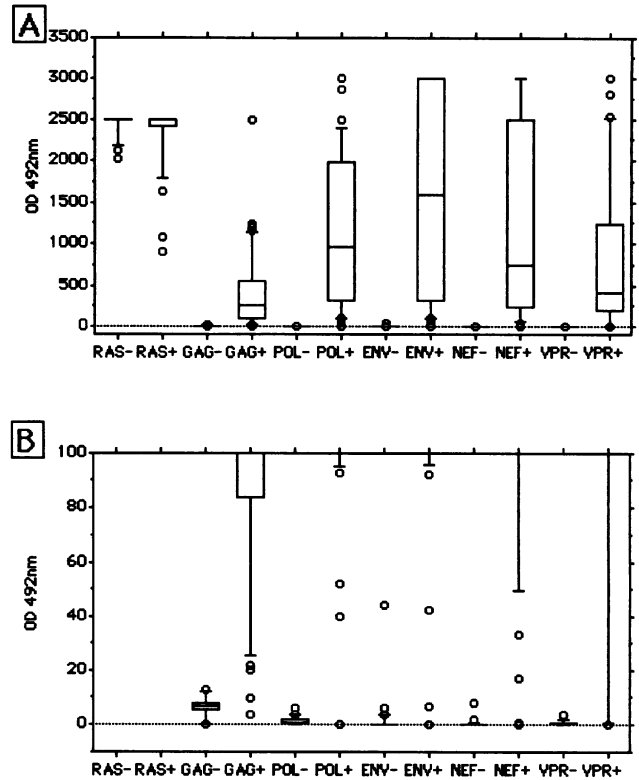 A
3500
3000
2500
2000
1500
1000
500
0
OD 492nm
RAS- RAS+ GAG- GAG+ POL- POL+ ENV- ENV+ NEF- NEF+ VPR- VPR+
B
100
80
60
40
20
0
OD 492nm
RAS- RAS+ GAG- GAG+ POL- POL+ ENV- ENV+ NEF- NEF+ VPR- VPR+